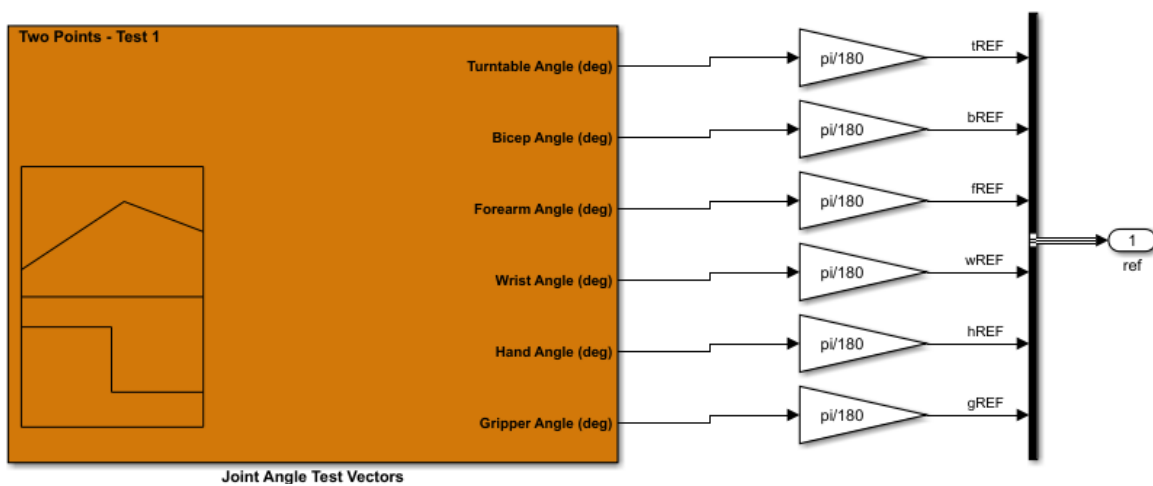 Two Points - Test 1
Turntable Angle (deg)
pi/180
tREF
Bicep Angle (deg)
pi/180
bREF
Forearm Angle (deg)
pi/180
fREF
Wrist Angle (deg)
pi/180
wREF
Hand Angle (deg)
pi/180
hREF
Gripper Angle (deg)
pi/180
gREF
1
ref
Joint Angle Test Vectors